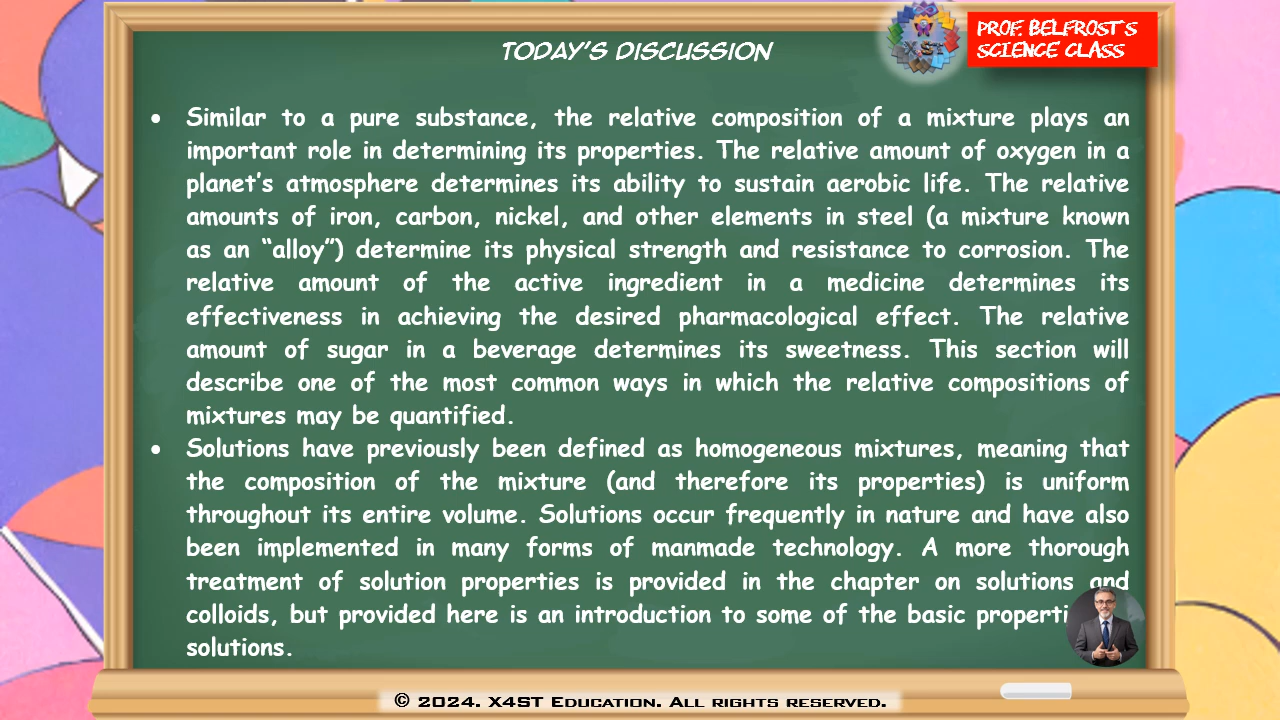 TODAY'S DISCUSSION
X4ST
PROF. BELFROST'S
SCIENCE CLASS
• Similar to a pure substance, the relative composition of a mixture plays an
important role in determining its properties. The relative amount of oxygen in a
planet's atmosphere determines its ability to sustain aerobic life. The relative
amounts of iron, carbon, nickel, and other elements in steel (a mixture known
as an “alloy”) determine its physical strength and resistance to corrosion. The
relative amount of the active ingredient in a medicine determines its
effectiveness in achieving the desired pharmacological effect. The relative
amount of sugar in a beverage determines its sweetness. This section will
describe one of the most common ways in which the relative compositions of
mixtures may be quantified.
• Solutions have previously been defined as homogeneous mixtures, meaning that
the composition of the mixture (and therefore its properties) is uniform
throughout its entire volume. Solutions occur frequently in nature and have also
been implemented in many forms of manmade technology. A more thorough
treatment of solution properties is provided in the chapter on solutions and
colloids, but provided here is an introduction to some of the basic
solutions.
© 2024. X4ST EDUCATION. ALL RIGHTS RESERVED.